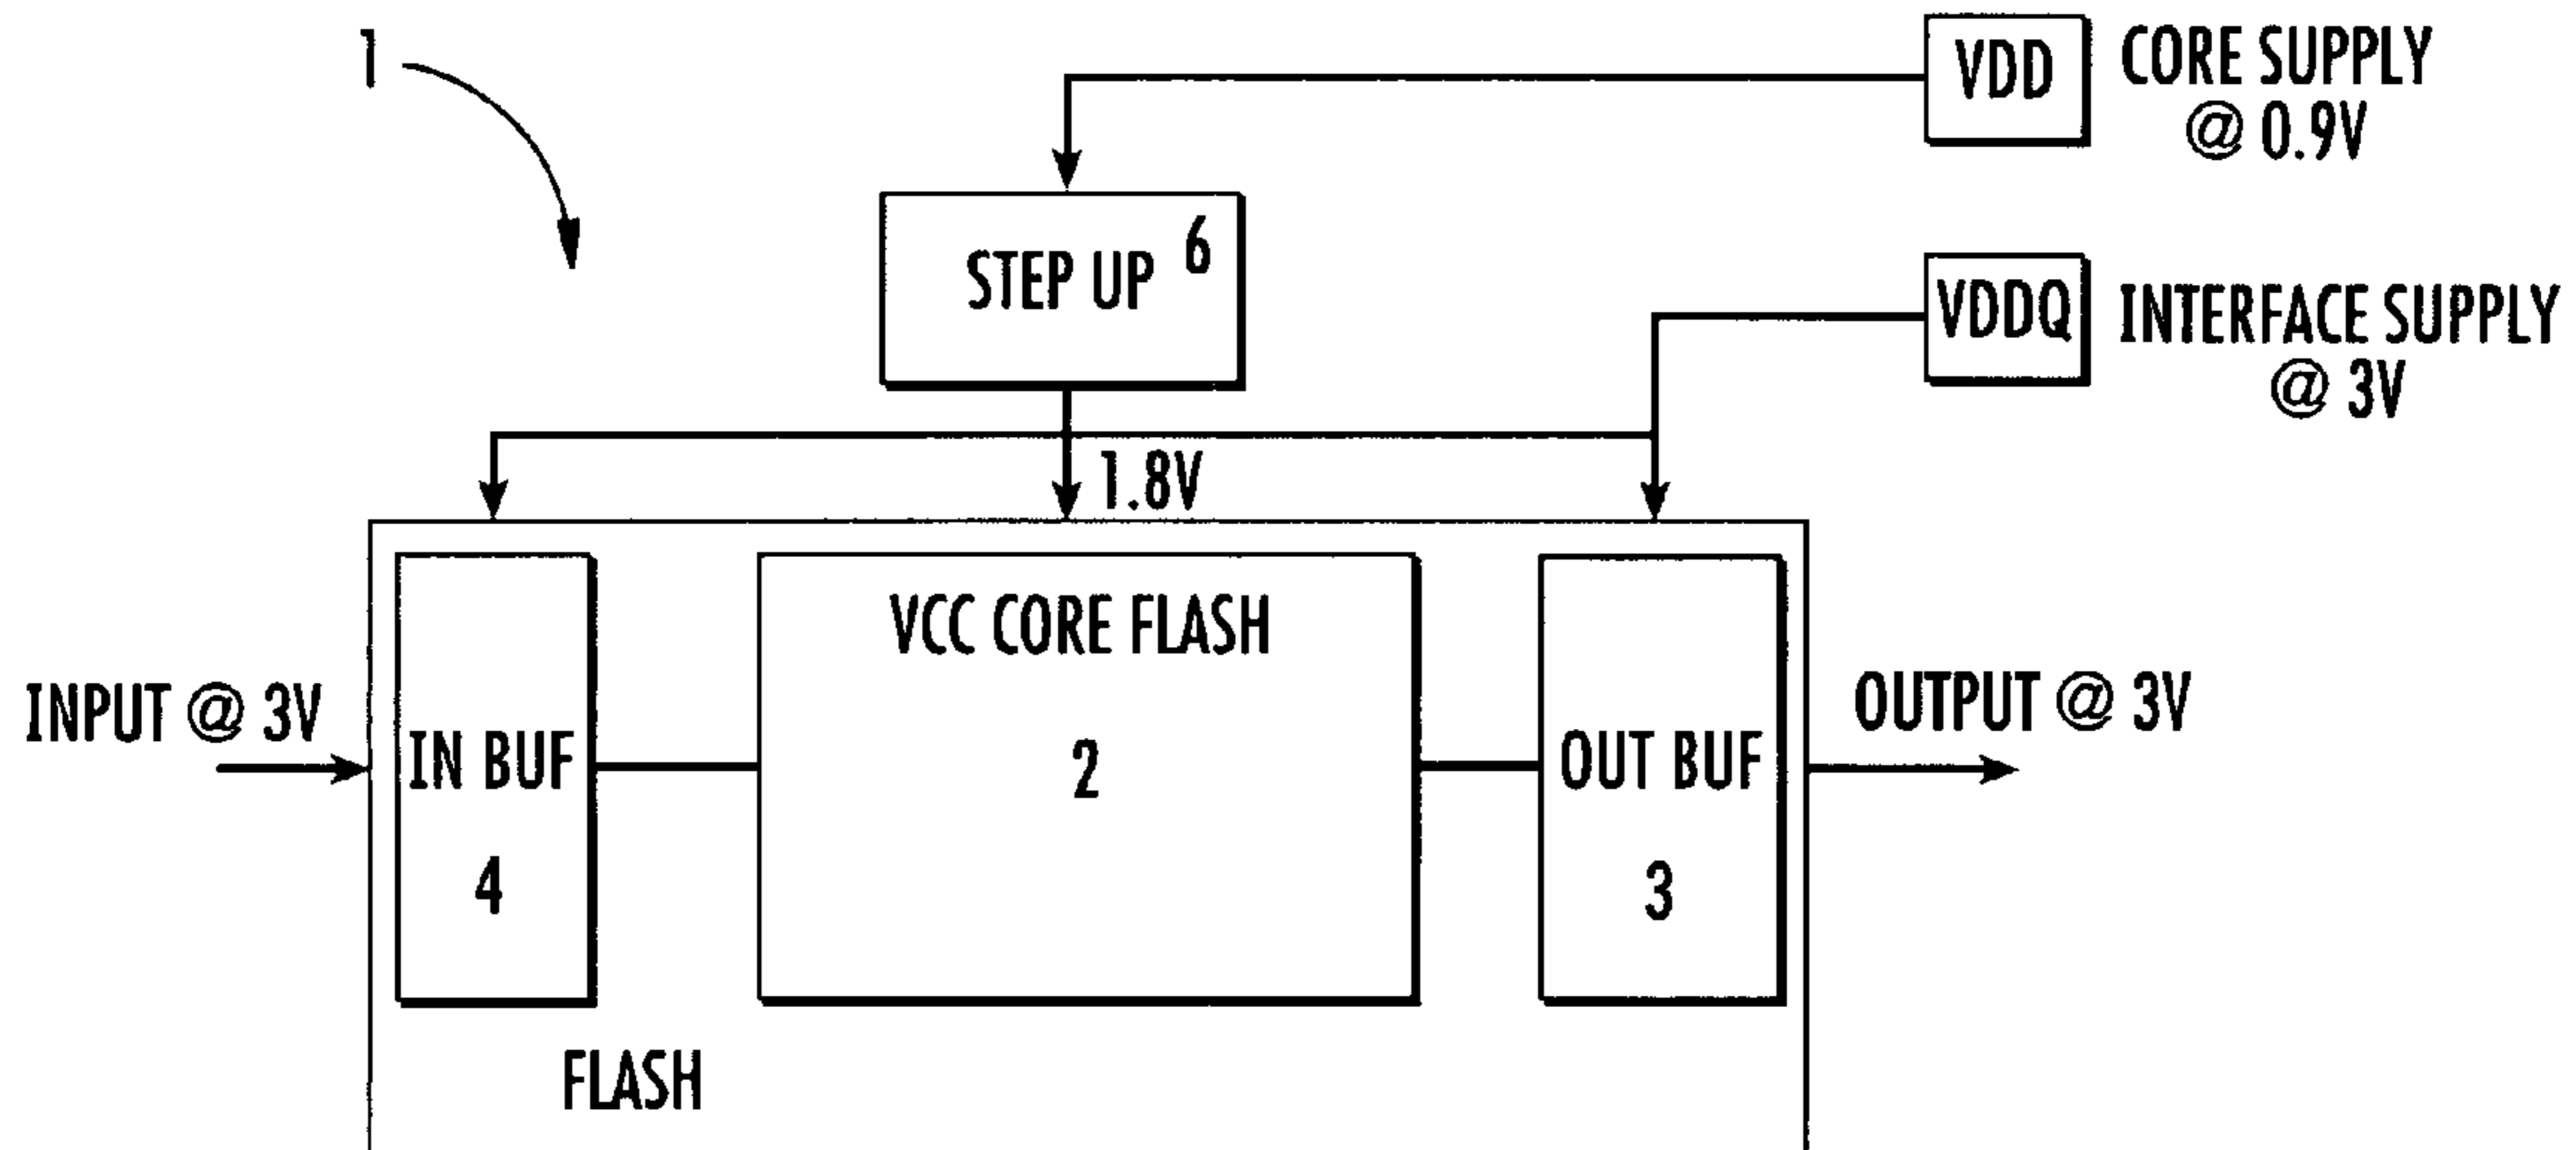 1
VDD
CORE SUPPLY
@ 0.9V
STEP UP
6
VDDQ
INTERFACE SUPPLY
@ 3V
1.8V
VCC CORE FLASH
2
INPUT @ 3V
IN BUF
4
OUT BUF
3
OUTPUT @ 3V
FLASH